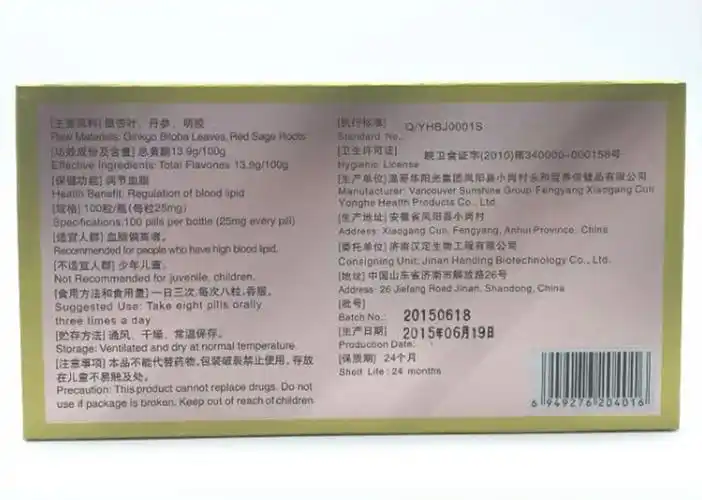 [主要原料] 银杏叶、丹参、明胶
Raw Materials: Ginkgo Biloba Leaves, Red Sage Roots
[功效成份及含量] 总黄酮13.9g/100g
Effective Ingredients: Total Flavones 13.9g/100g
[保健功能] 调节血脂
Health Benefit: Regulation of blood lipid
[规格] 100粒/瓶(每粒25mg)
Specifications:100 pills per bottle (25mg every pill)
[适宜人群] 血脂偏高者。
Recommended for people who have high blood lipid.
[不适宜人群] 少年儿童。
Not Recommended for juvenile, children.
[食用方法和食用量] 一日三次,每次八粒,吞服。
Suggested Use: Take eight pills orally
three times a day
[贮存方法] 通风、干燥、常温保存。
Storage: Ventilated and dry at normal temperature.
[注意事项] 本品不能代替药物,包装破裂禁止使用,存放
在儿童不易触及处。
Precaution: This product cannot replace drugs. Do not
use if package is broken. Keep out of reach of children.
[执行标准]
Standard No.. Q/YHBJ0001S
[卫生许可证]
Hygienic License 皖卫食证字(2010)第340000-000158号
[生产单位] 温哥华阳光集团凤阳县小岗村永和营养保健品有限公司
Manufacturer: Vancouver Sunshine Group Fengyang Xiaogang Cun
Yonghe Health Products Co., Ltd.
[生产地址] 安徽省凤阳县小岗村
Address: Xiaogang Cun, Fengyang, Anhui Province, China
[委托单位] 济南汉定生物工程有限公司
Consigning Unit: Jinan Handing Biotechnology Co., Ltd.
[地址] 中国山东省济南市解放路26号
Address: 26 Jiefang Road Jinan, Shandong, China
[批号]
Batch No.: 20150618
[生产日期] 2015年06月19日
Production Date:
[保质期] 24个月
Shelf Life: 24 months
6 949276 204016